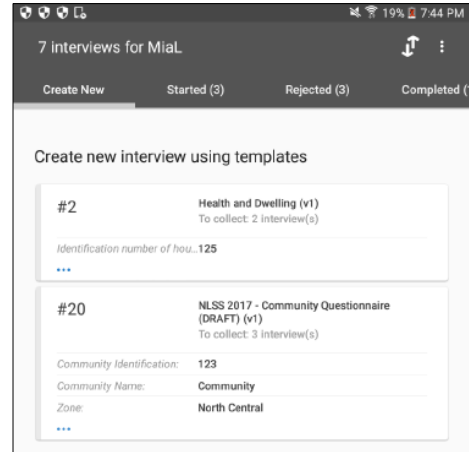 19% 7:44 PM
7 interviews for MiaL
Create New Started (3) Rejected (3) Completed (
Create new interview using templates
#2 Health and Dwelling (v1)
To collect: 2 interview(s)
Identification number of hou...125
...
#20 NLSS 2017 - Community Questionnaire
(DRAFT) (v1)
To collect: 3 interview(s)
Community Identification: 123
Community Name: Community
Zone: North Central
...